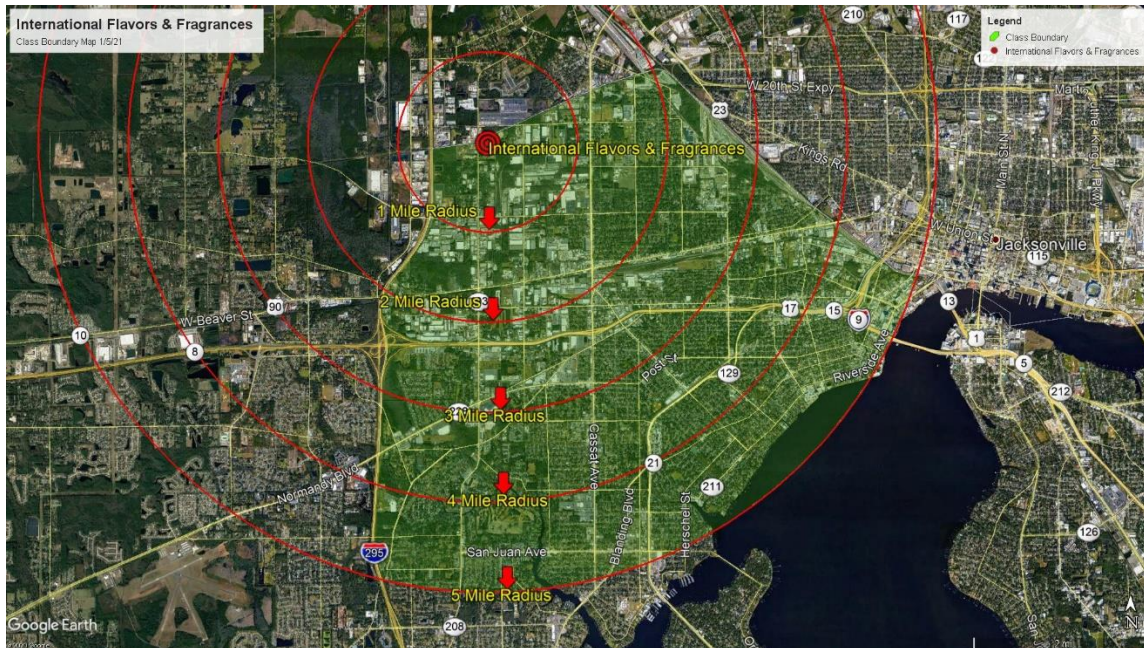 International Flavors & Fragrances
Class Boundary Map 1/5/21
Legend
Class Boundary
International Flavors & Fragrances
210
117
W 20th St Expy
23
Kings Rd
Main St N
International Flavors & Fragrances
1 Mile Radius
W Union St
Jacksonville
115
2 Mile Radius
90
W Beaver St
10
8
17
15
9
13
1
5
Post St
129
Riverside Ave
212
3 Mile Radius
Cassat Ave
Normandy Blvd
21
211
4 Mile Radius
Blanding Blvd
Herschel St
126
295
San Juan Ave
5 Mile Radius
208
Google Earth
N